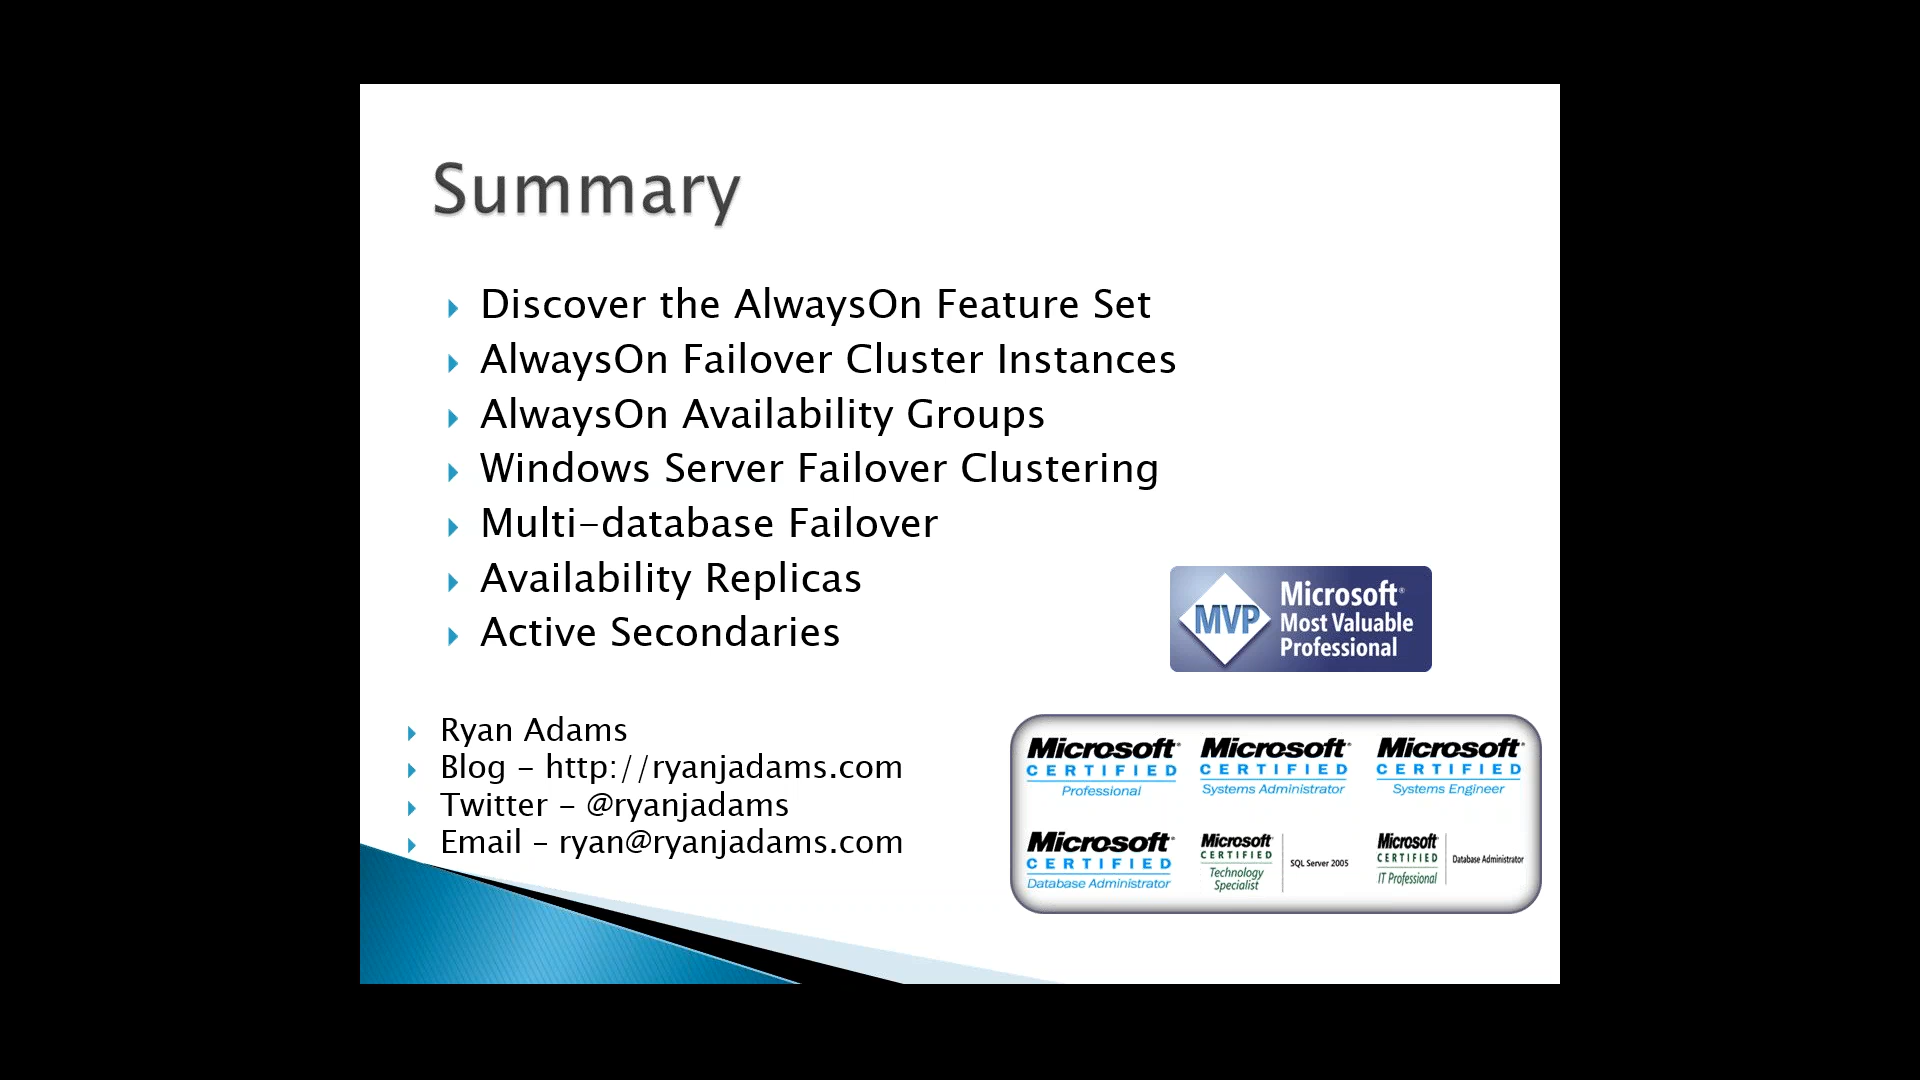 Summary
Discover the AlwaysOn Feature Set
AlwaysOn Failover Cluster Instances
AlwaysOn Availability Groups
Windows Server Failover Clustering
Multi-database Failover
Availability Replicas
Active Secondaries
MVP
Microsoft®
Most Valuable
Professional
Ryan Adams
Blog - http://ryanjadams.com
Twitter - @ryanjadams
Email - ryan@ryanjadams.com
Microsoft®
CERTIFIED
Professional
Microsoft®
CERTIFIED
Systems Administrator
Microsoft®
CERTIFIED
Systems Engineer
Microsoft®
CERTIFIED
Database Administrator
Microsoft®
CERTIFIED
Technology
Specialist
SQL Server 2005
Microsoft®
CERTIFIED
IT Professional
Database Administrator